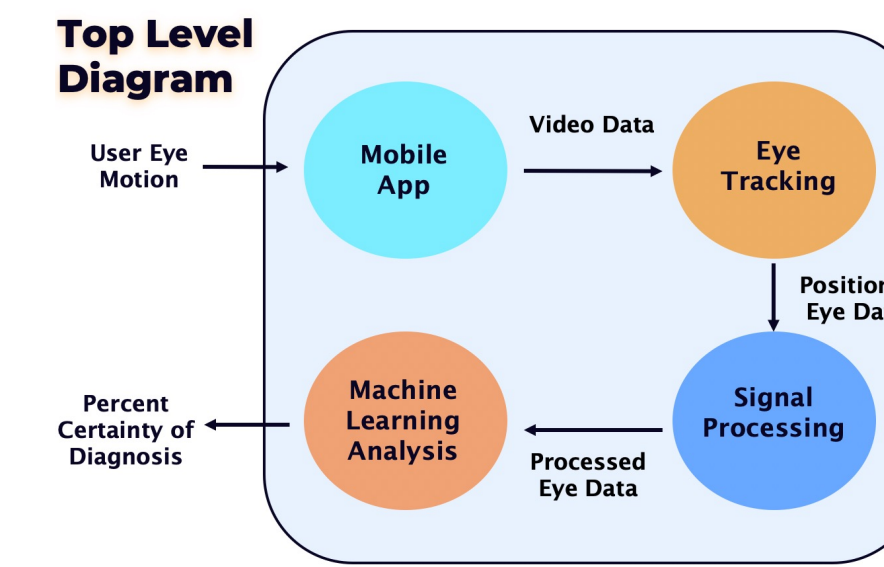 Top Level
Diagram
User Eye
Motion
Mobile
App
Video Data
Eye
Tracking
Eye
Machine
Learning
Analysis
Signal
Processing
Percent
Certainty of
Diagnosis
Processed
Eye Data